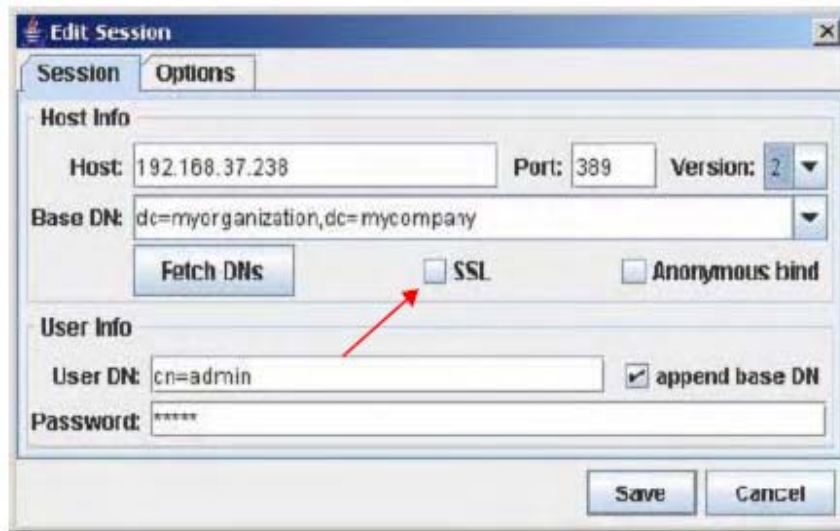 Edit Session
Session Options
Host Info
Host: 192.168.37.238 Port: 389 Version: 2
Base DN: dc=myorganization,dc=mycompany
Fetch DNs SSL Anonymous bind
User Info
User DN: cn=admin append base DN
Password: *****
Save Cancel